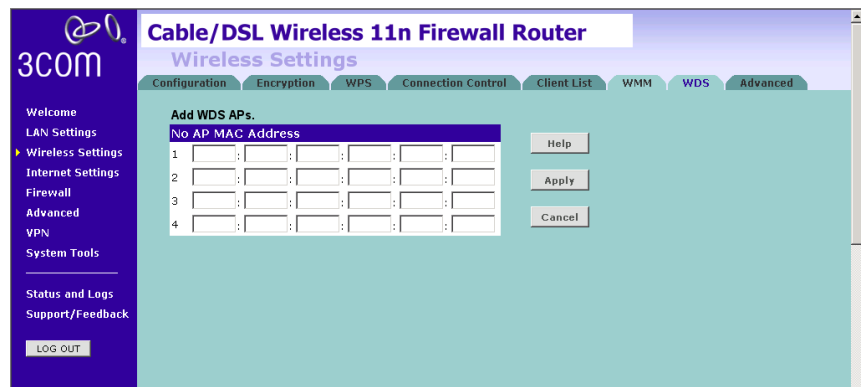 3COM
Cable/DSL Wireless 11n Firewall Router
Wireless Settings
Configuration Encryption WPS Connection Control Client List WMM WDS Advanced
Welcome
LAN Settings
Wireless Settings
Internet Settings
Firewall
Advanced
VPN
System Tools
Status and Logs
Support/Feedback
LOG OUT
Add WDS APs.
No AP MAC Address
1 : : : : :
2 : : : : :
3 : : : : :
4 : : : : :
Help
Apply
Cancel